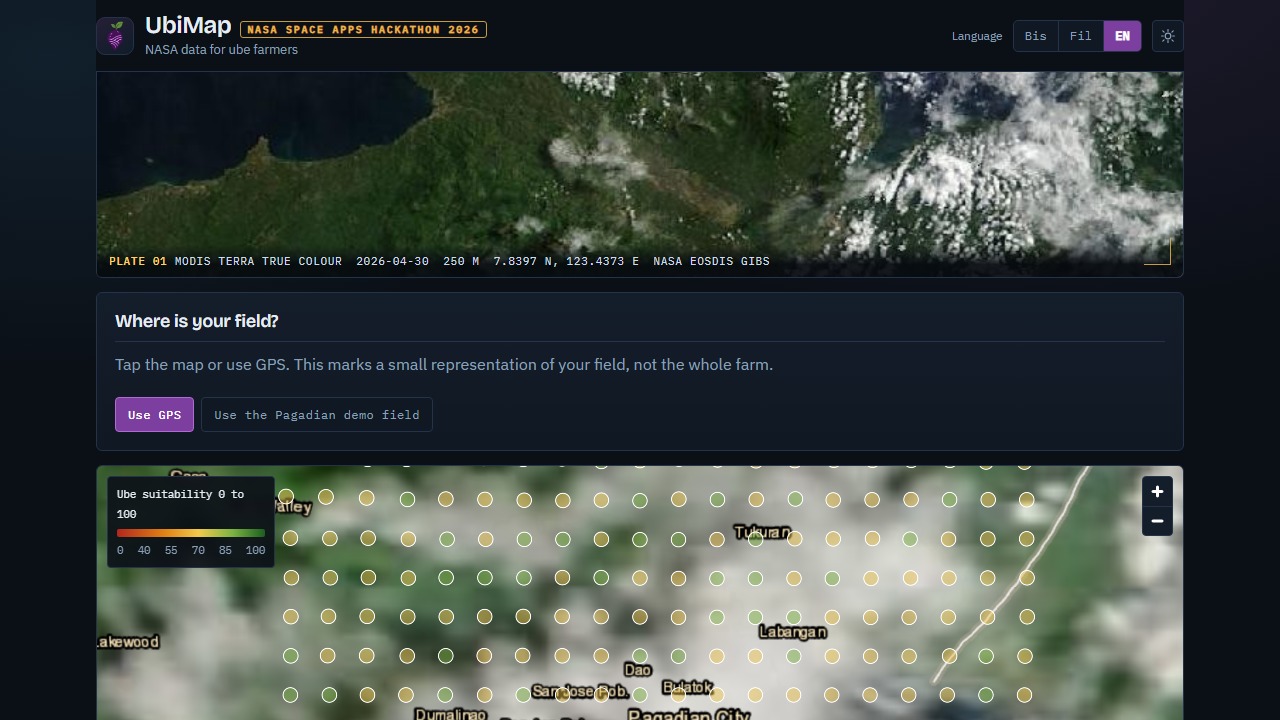 UbiMap NASA SPACE APPS HACKATHON 2026
NASA data for ube farmers
Language Bis Fil EN
PLATE 01 MODIS TERRA TRUE COLOUR 2026-04-30 250 M 7.8397 N, 123.4373 E NASA EOSDIS GIBS
Where is your field?
Tap the map or use GPS. This marks a small representation of your field, not the whole farm.
Use GPS Use the Pagadian demo field
Ube suitability 0 to
100
0 40 55 70 85 100
+
−
Tukuran
Labangan
Dao
San Jose Pob.
Bulatok
Dumalinao
Pagadian City